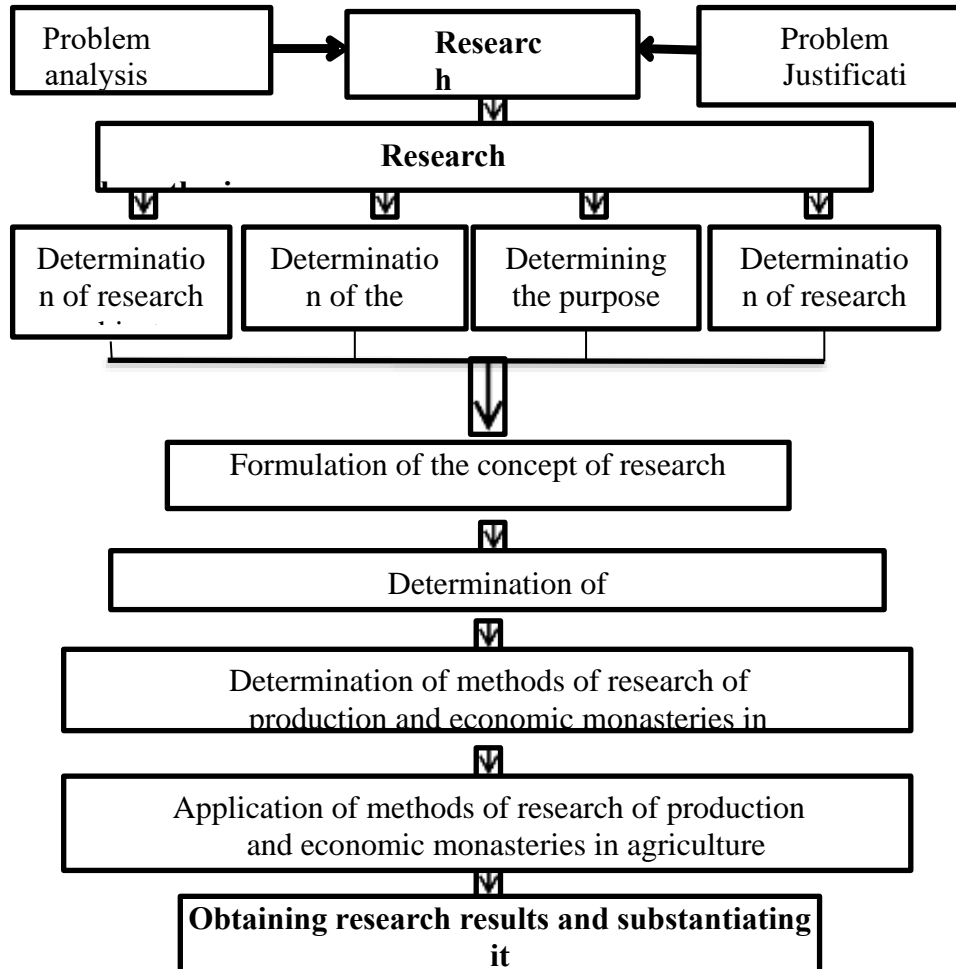 Problem
analysis
Researc
h
Problem
Justificati
Research
Determinatio
n of research
Determinatio
n of the
Determining
the purpose
Determinatio
n of research
Formulation of the concept of research
Determination of
Determination of methods of research of
production and economic monasteries in
Application of methods of research of production
and economic monasteries in agriculture
Obtaining research results and substantiating
it